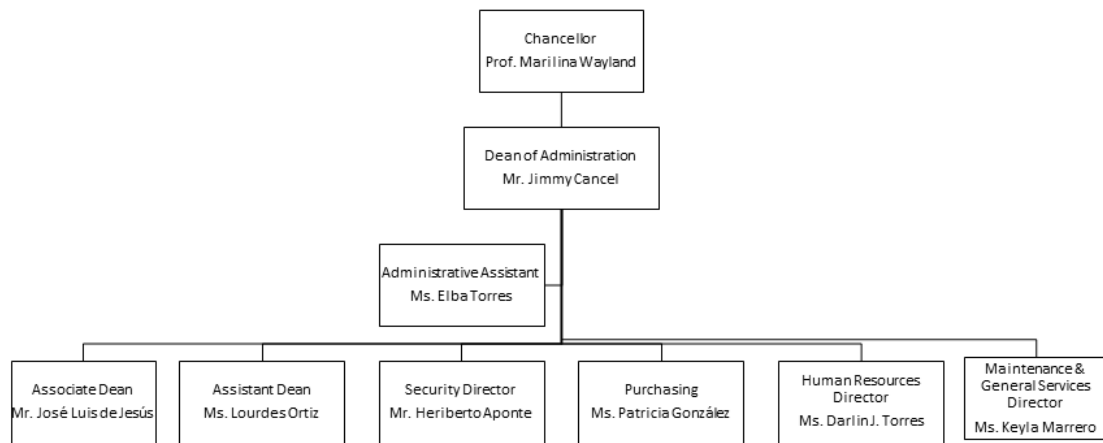 Chancellor
Prof. Marilina Wayland
Dean of Administration
Mr. Jimmy Cancel
Administrative Assistant
Ms. Elba Torres
Associate Dean
Mr. José Luis de Jesús
Assistant Dean
Ms. Lourdes Ortiz
Security Director
Mr. Heriberto Aponte
Purchasing
Ms. Patricia González
Human Resources
Director
Ms. Darlin J. Torres
Maintenance &
General Services
Director
Ms. Keyla Marrero